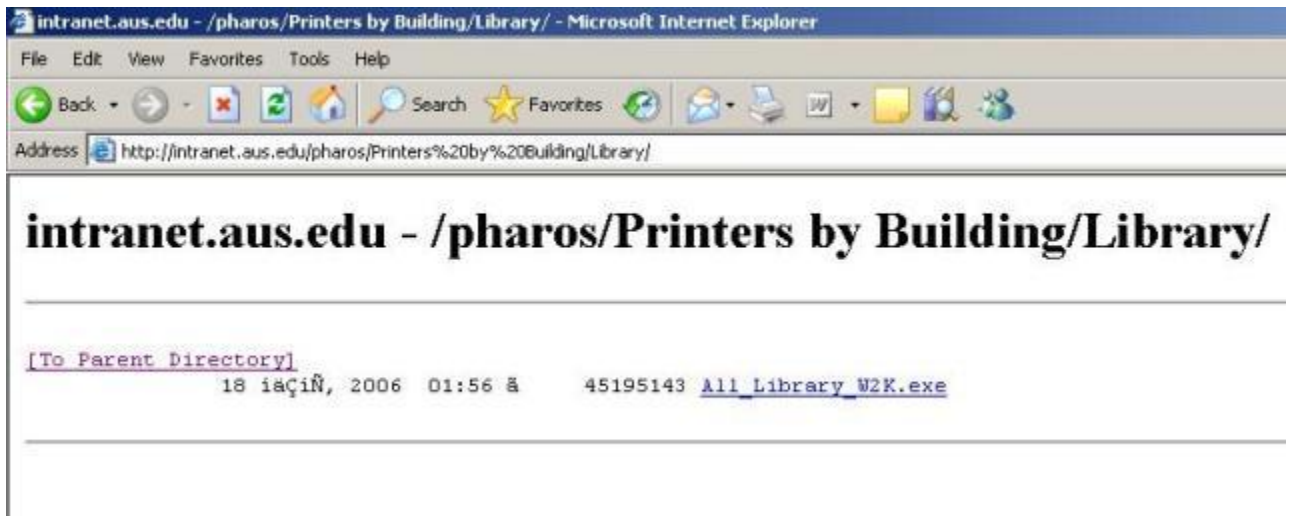 intranet.aus.edu - /pharos/Printers by Building/Library/ - Microsoft Internet Explorer
File Edit View Favorites Tools Help
Back Search Favorites
Address http://intranet.aus.edu/pharos/Printers%20by%20Building/Library/
intranet.aus.edu - /pharos/Printers by Building/Library/
[To Parent Directory]
18 íäÇíÑ, 2006 01:56 ã 45195143 All_Library_W2K.exe